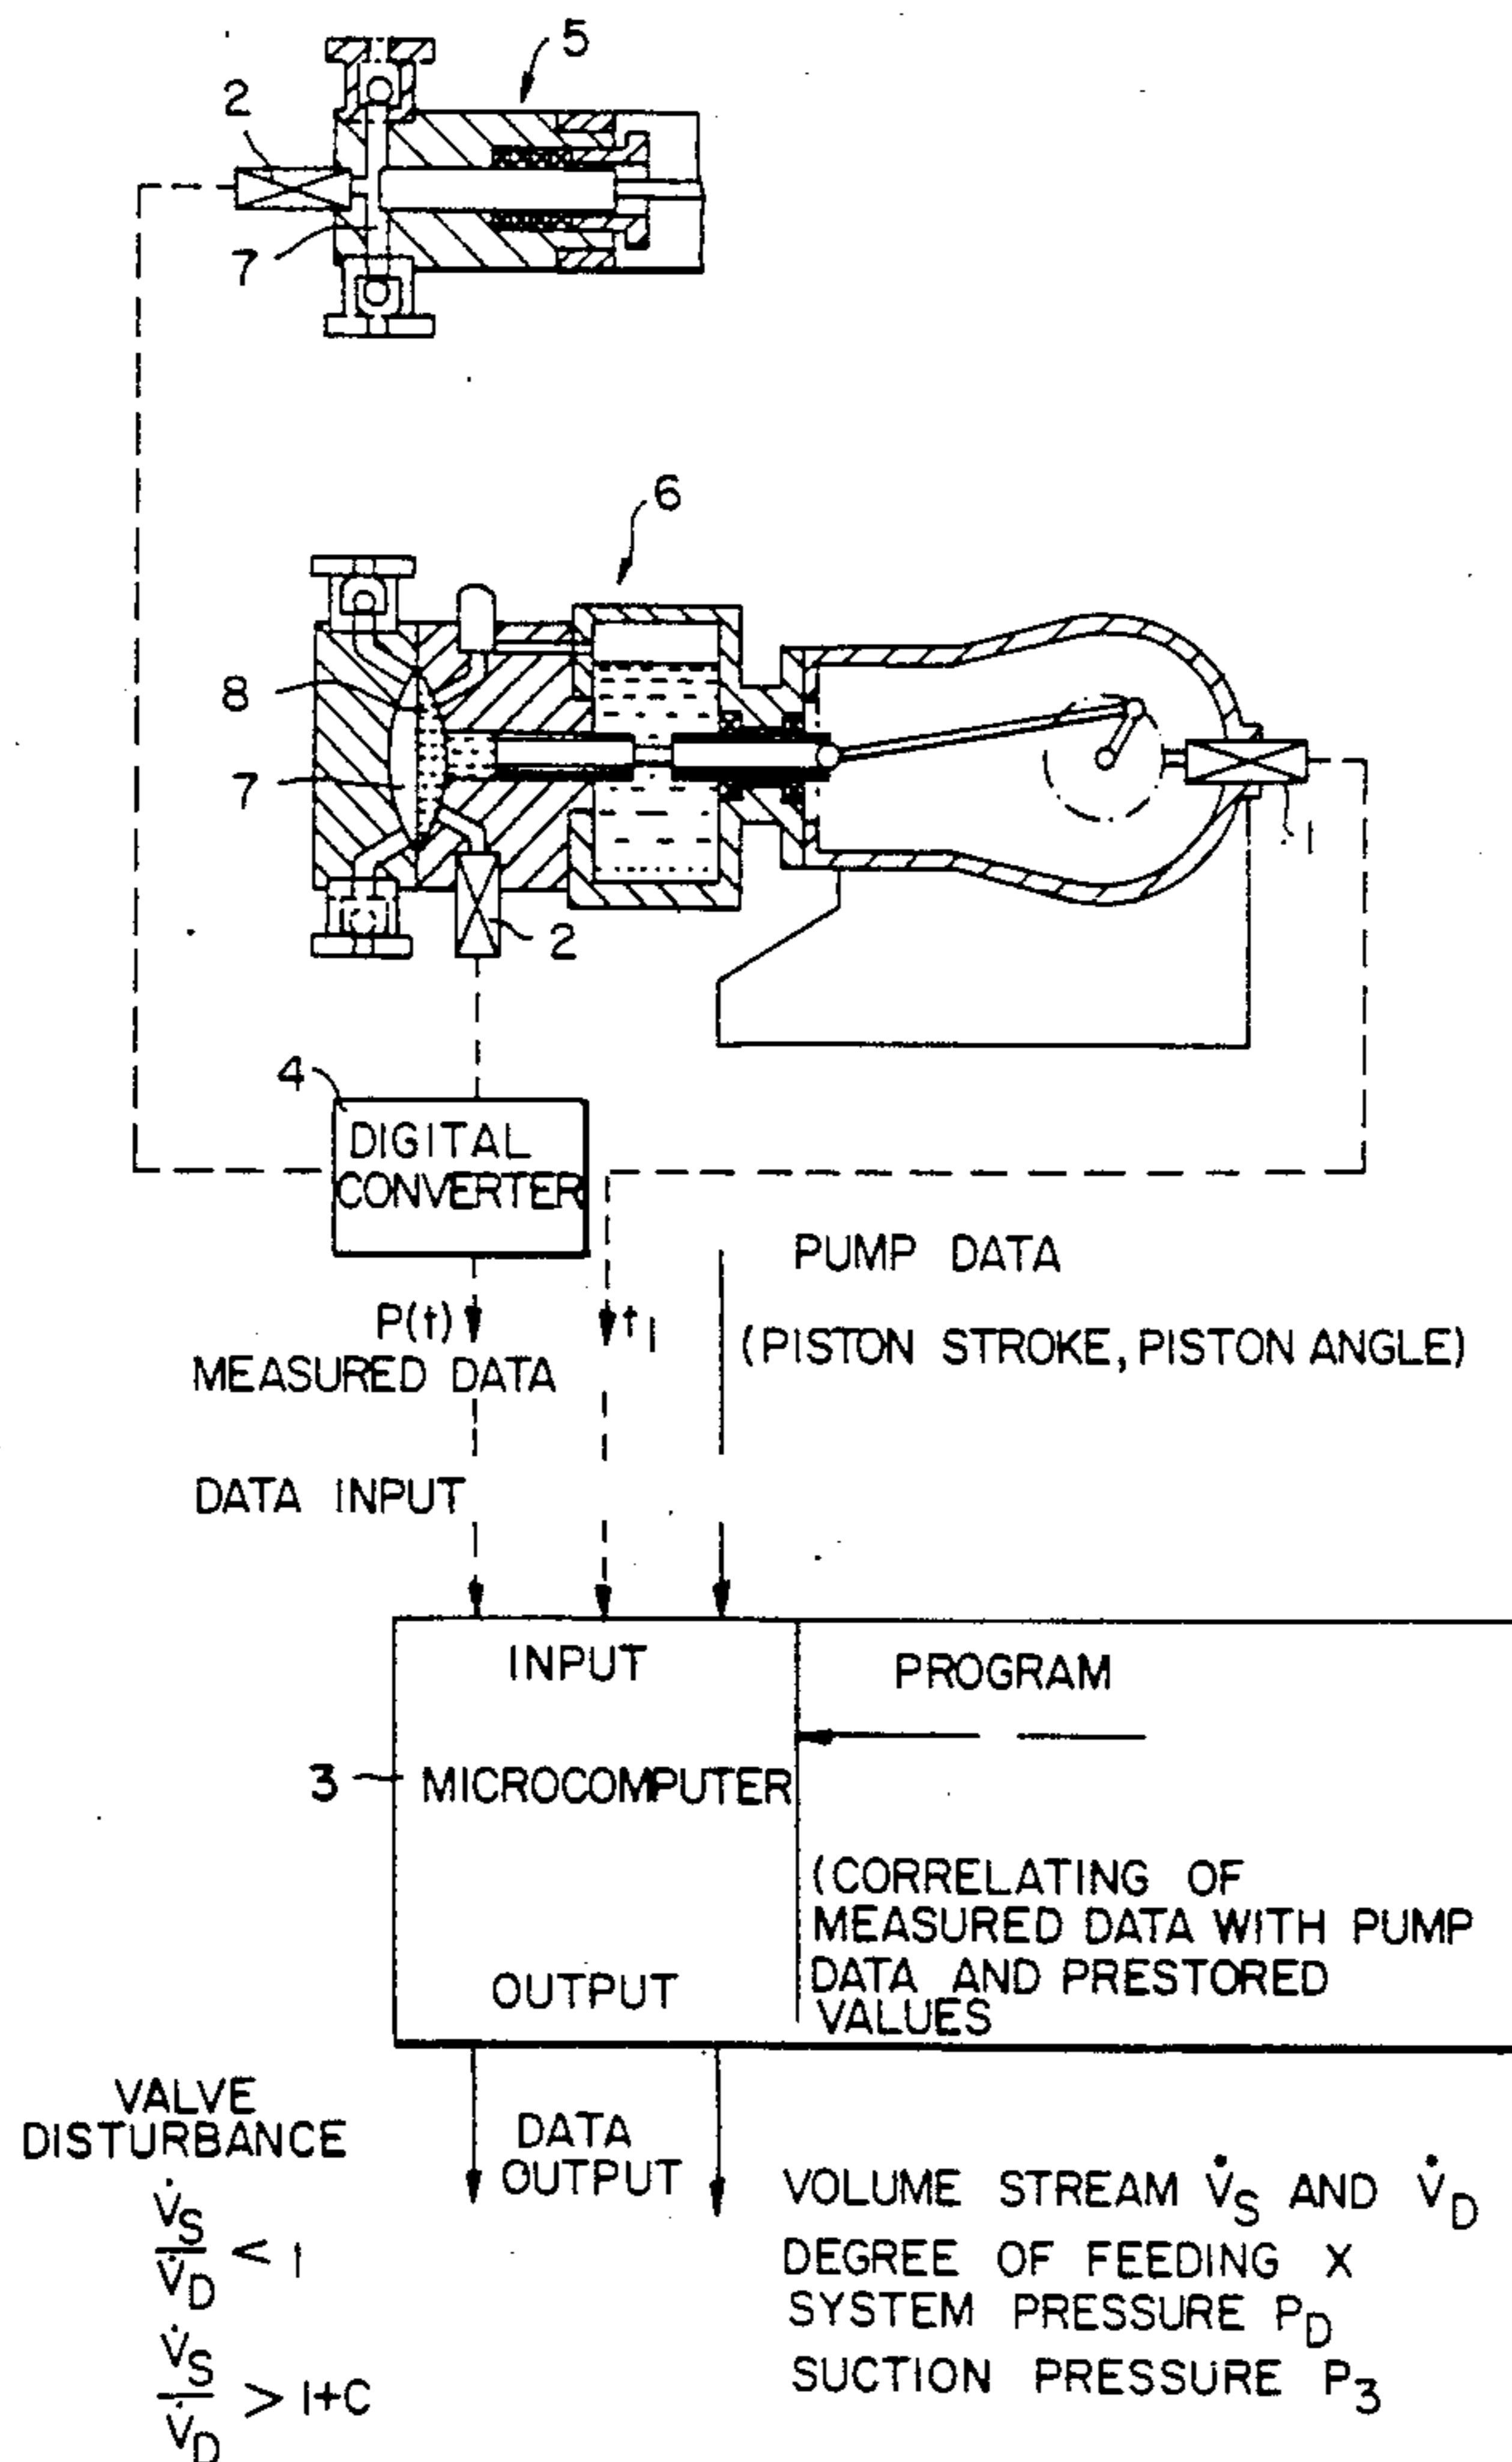 5
2
7
6
8
7
1
2
4
DIGITAL
CONVERTER
PUMP DATA
P(t)
t1
(PISTON STROKE, PISTON ANGLE)
MEASURED DATA
DATA INPUT
INPUT
PROGRAM
3
MICROCOMPUTER
(CORRELATING OF
MEASURED DATA WITH PUMP
DATA AND PRESTORED
VALUES
OUTPUT
VALVE
DISTURBANCE
V̇S
V̇D
< 1
V̇S
V̇D
> 1+C
DATA
OUTPUT
VOLUME STREAM V̇S AND V̇D
DEGREE OF FEEDING X
SYSTEM PRESSURE PD
SUCTION PRESSURE P3